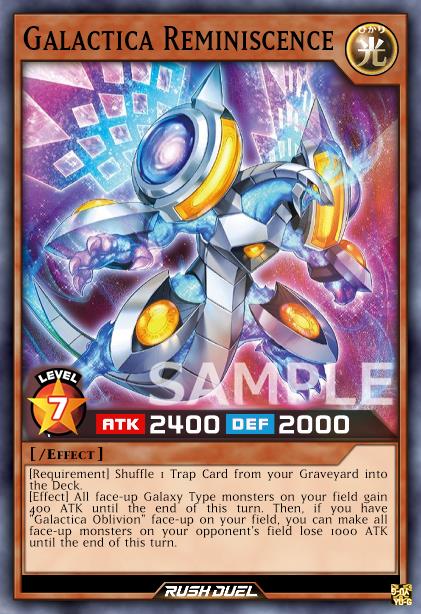 GALACTICA REMINISCENCE
ひかり
光
SAMPLE
LEVEL
7
ATK 2400 DEF 2000
[ /EFFECT ]
[Requirement] Shuffle 1 Trap Card from your Graveyard into
the Deck.
[Effect] All face-up Galaxy Type monsters on your field gain
400 ATK until the end of this turn. Then, if you have
"Galactica Oblivion" face-up on your field, you can make all
face-up monsters on your opponent's field lose 1000 ATK
until the end of this turn.
RUSH DUEL